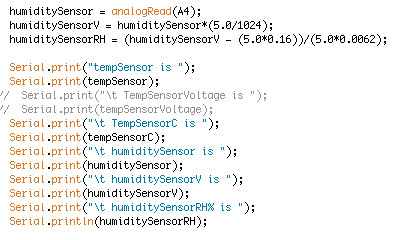 humiditySensor = analogRead(A4);
humiditySensorV = humiditySensor*(5.0/1024);
humiditySensorRH = (humiditySensorV - (5.0*0.16))/(5.0*0.0062);
Serial.print("tempSensor is ");
Serial.print(tempSensor);
//  Serial.print("\t TempSensorVoltage is ");
//  Serial.print(tempSensorVoltage);
Serial.print("\t TempSensorC is ");
Serial.print(tempSensorC);
Serial.print("\t humiditySensor is ");
Serial.print(humiditySensor);
Serial.print("\t humiditySensorV is ");
Serial.print(humiditySensorV);
Serial.print("\t humiditySensorRH% is ");
Serial.println(humiditySensorRH);